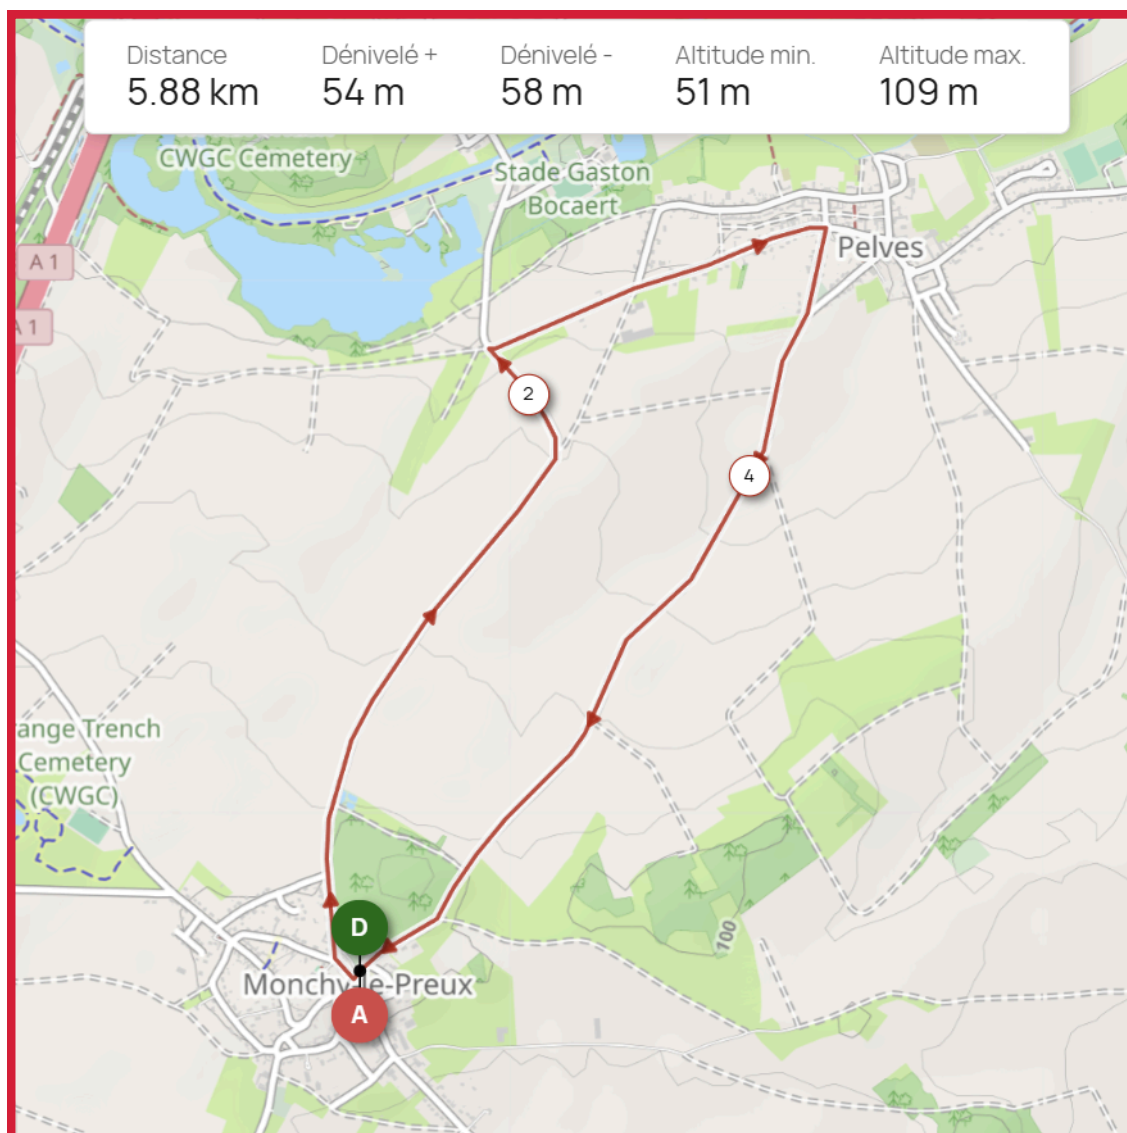 Distance
5.88 km
Dénivelé +
54 m
Dénivelé -
58 m
Altitude min.
51 m
Altitude max.
109 m
CWGC Cemetery
Stade Gaston
Bocaert
A 1
Pelves
A 1
2
4
ange Trench
Cemetery
(CWGC)
100
D
Monchy-le-Preux
A